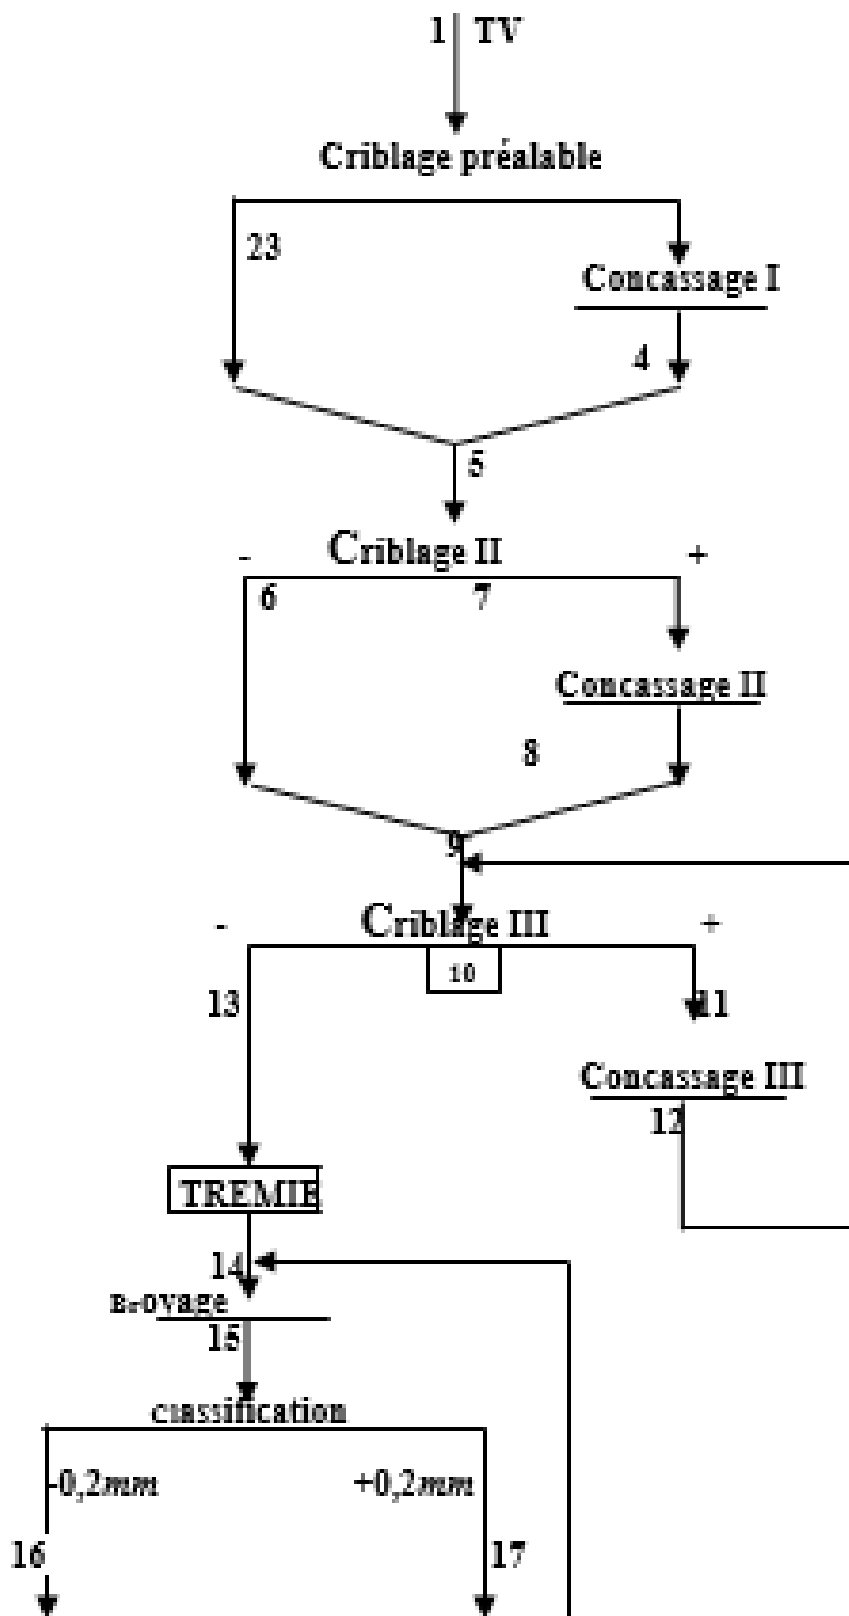 1 TV
Criblage préalable
23
Concassage I
4
5
- Criblage II +
6 7
Concassage II
8
9
- Criblage III +
10
13 11
Concassage III
12
TREMIE
14
Broyage
15
classification
-0,2mm +0,2mm
16 17